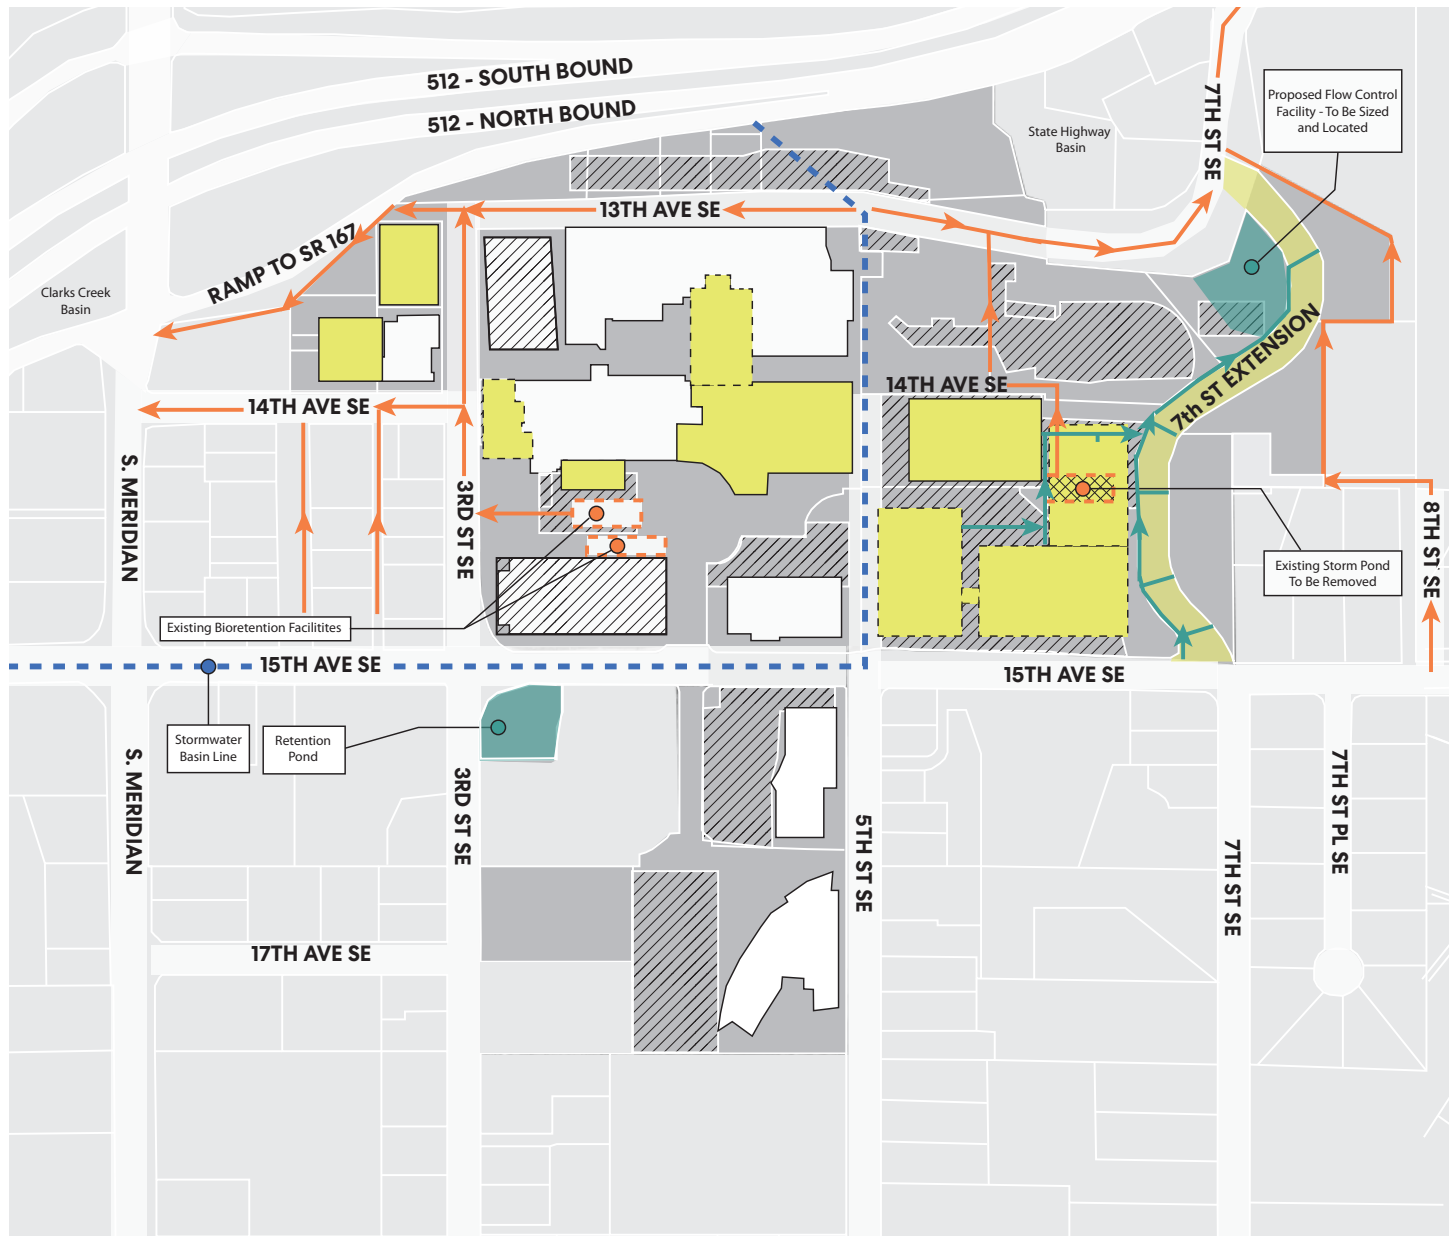 512 - SOUTH BOUND
512 - NORTH BOUND
7TH ST SE
Proposed Flow Control
Facility - To Be Sized
and Located
State Highway
Basin
13TH AVE SE
RAMP TO SR 167
Clarks Creek
Basin
7th ST EXTENSION
14TH AVE SE
14TH AVE SE
S. MERIDIAN
3RD ST SE
8TH ST SE
Existing Storm Pond
To Be Removed
Existing Bioretention Facilitites
15TH AVE SE
15TH AVE SE
Stormwater
Basin Line
Retention
Pond
S. MERIDIAN
3RD ST SE
5TH ST SE
7TH ST SE
7TH ST PL SE
17TH AVE SE